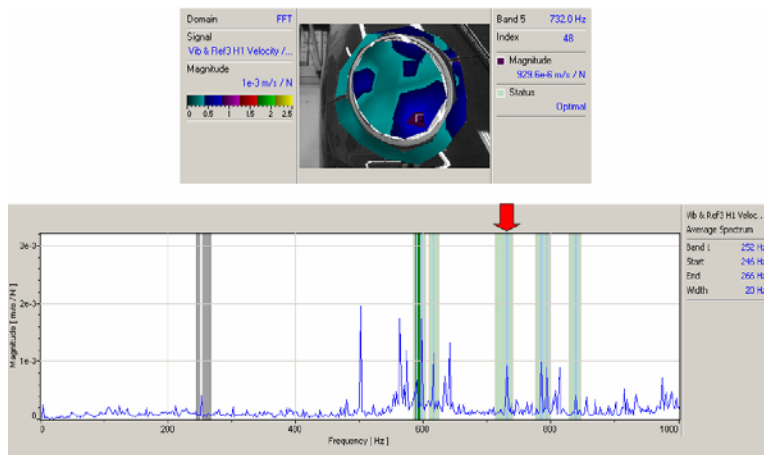 Domain FFT
Signal
Vib & Ref3 H1 Velocity /...
Magnitude
1e-3 m/s / N
0 0.5 1 1.5 2 2.5
Band 5 732.0 Hz
Index 48
Magnitude
929.6e-6 m/s / N
Status
Optimal
3e-3
2e-3
1e-3
0
Magnitude [ m/s / N ]
0 200 400 600 800 1000
Frequency [ Hz ]
Vib & Ref3 H1 Veloc...
Average Spectrum
Band 1 252 Hz
Start 246 Hz
End 266 Hz
Width 20 Hz